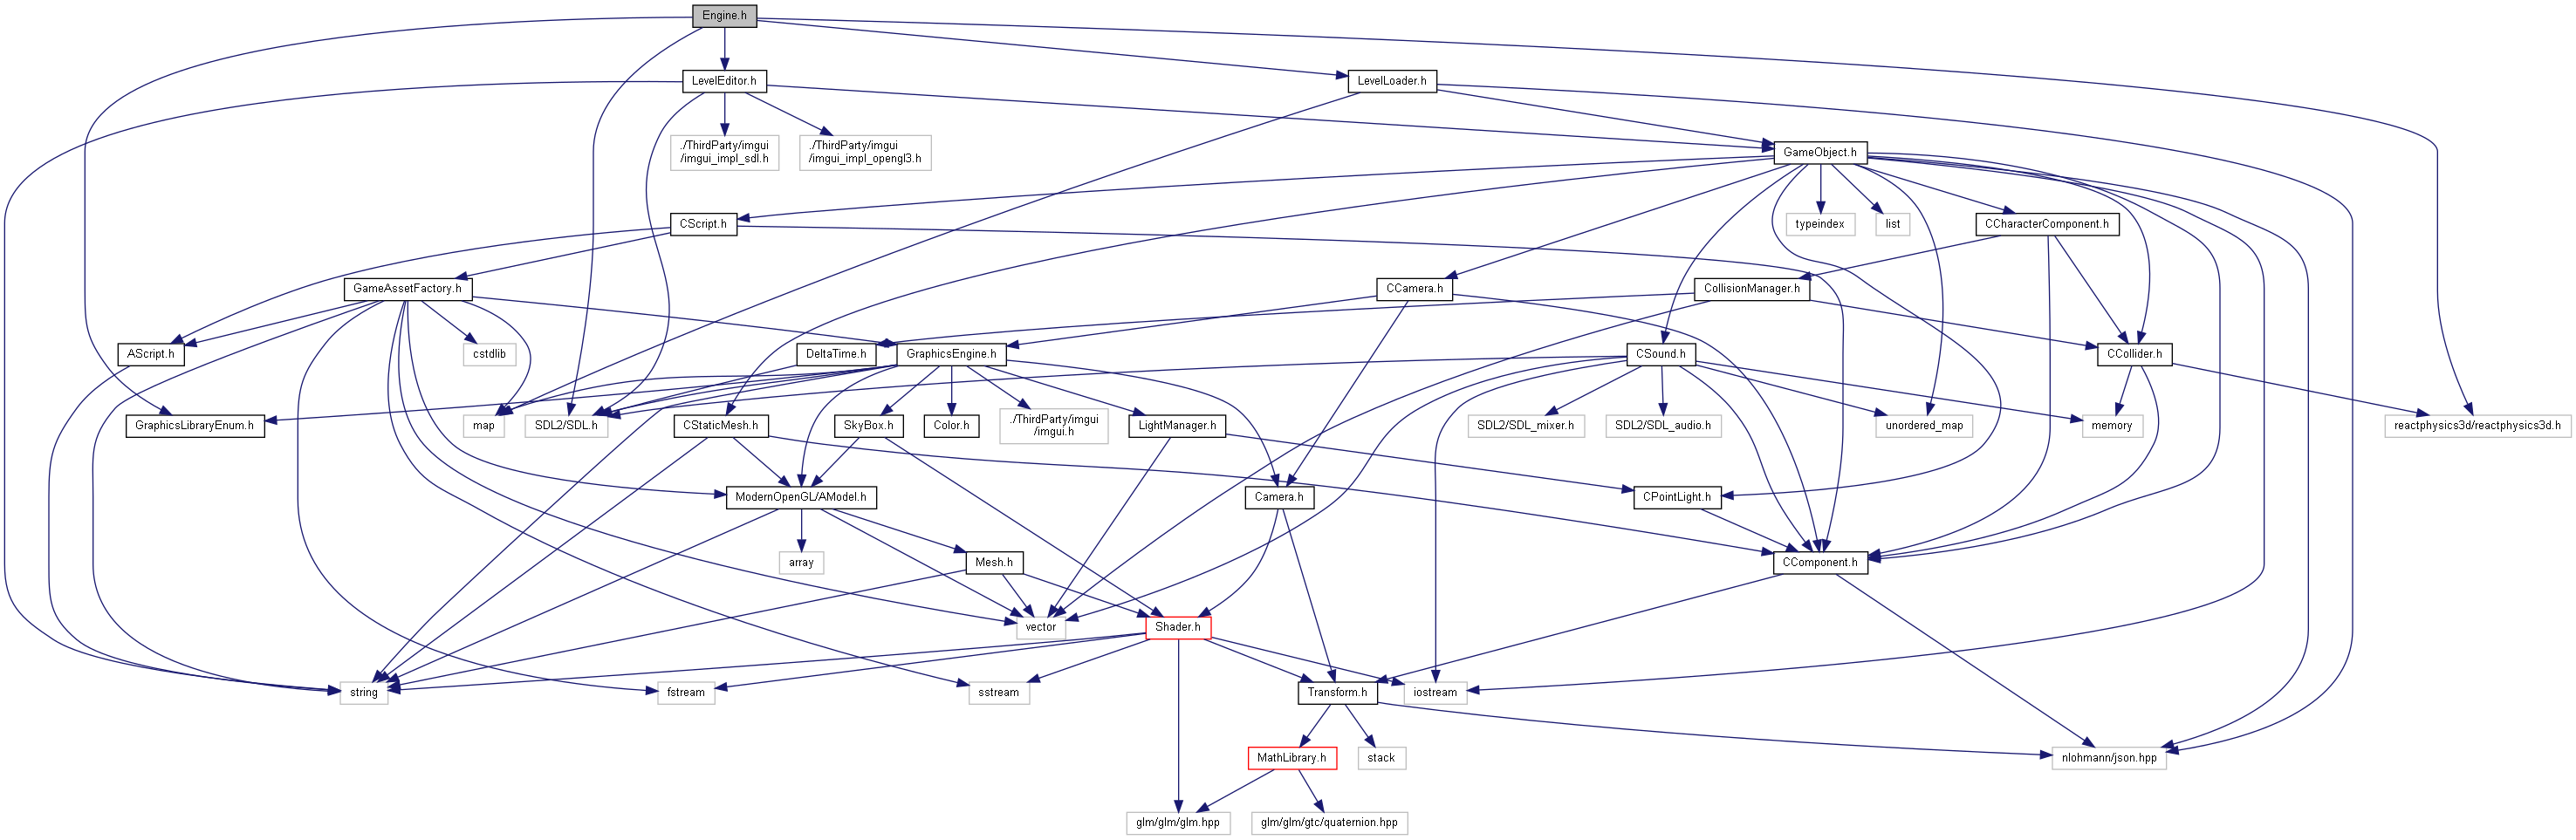 Engine.h
LevelEditor.h
LevelLoader.h
./ThirdParty/imgui
/imgui_impl_sdl.h
./ThirdParty/imgui
/imgui_impl_opengl3.h
GameObject.h
CScript.h
typeindex
list
CCharacterComponent.h
GameAssetFactory.h
CCamera.h
CollisionManager.h
AScript.h
cstdlib
DeltaTime.h
GraphicsEngine.h
CSound.h
CCollider.h
GraphicsLibraryEnum.h
map
SDL2/SDL.h
CStaticMesh.h
SkyBox.h
Color.h
./ThirdParty/imgui
/imgui.h
LightManager.h
SDL2/SDL_mixer.h
SDL2/SDL_audio.h
unordered_map
memory
reactphysics3d/reactphysics3d.h
ModernOpenGL/AModel.h
Camera.h
CPointLight.h
array
Mesh.h
CComponent.h
vector
Shader.h
string
fstream
sstream
Transform.h
iostream
MathLibrary.h
stack
nlohmann/json.hpp
glm/glm/glm.hpp
glm/glm/gtc/quaternion.hpp